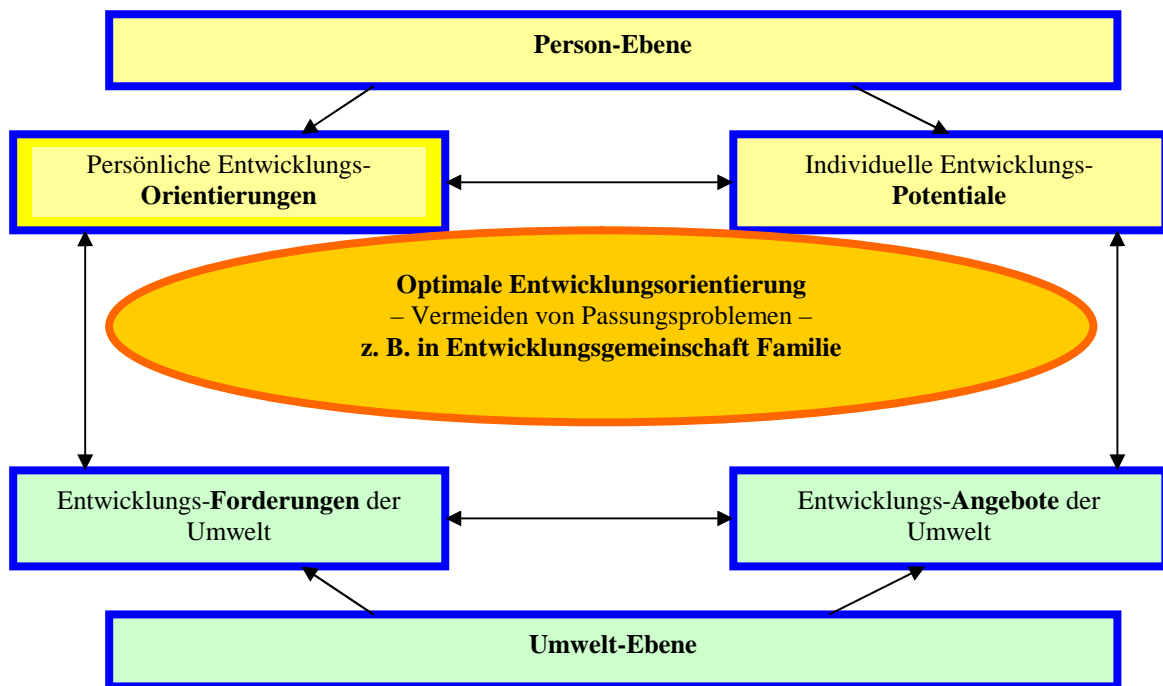 Person-Ebene
Persönliche Entwicklungs-
Orientierungen
Individuelle Entwicklungs-
Potentiale
Optimale Entwicklungsorientierung
– Vermeiden von Passungsproblemen –
z. B. in Entwicklungsgemeinschaft Familie
Entwicklungs-Forderungen der
Umwelt
Entwicklungs-Angebote der
Umwelt
Umwelt-Ebene